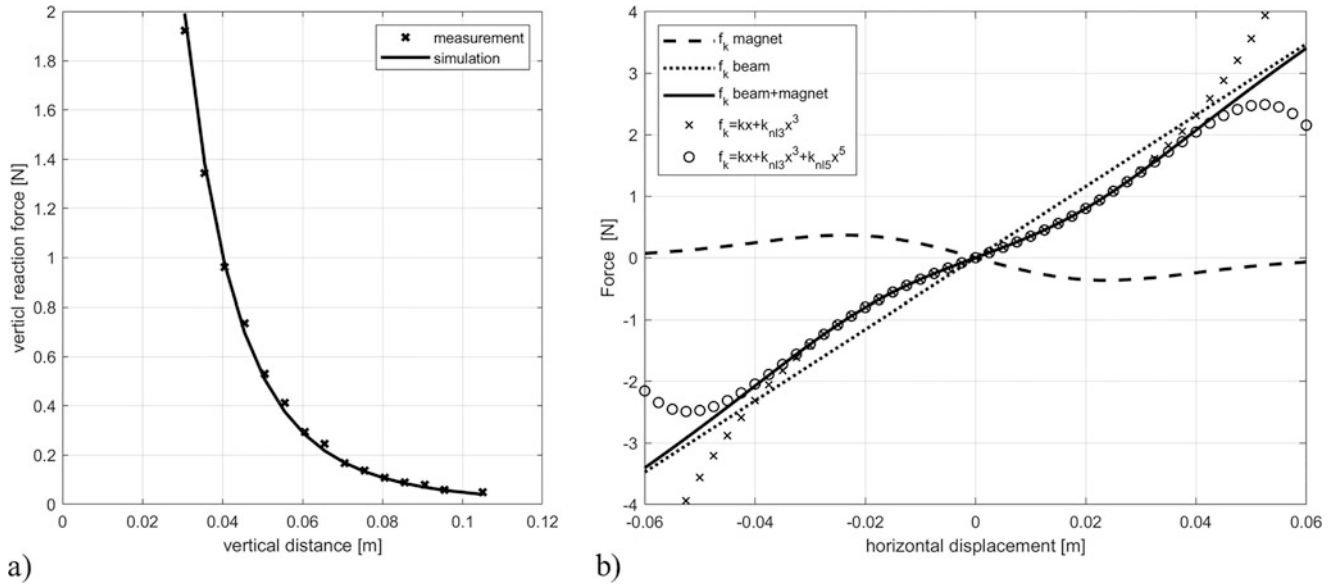 2
1.8
1.6
1.4
1.2
1
0.8
0.6
0.4
0.2
0
verticl reaction force [N]
measurement
simulation
0 0.02 0.04 0.06 0.08 0.1 0.12
vertical distance [m]
a)
4
3
2
1
0
-1
-2
-3
-4
Force [N]
f_k magnet
f_k beam
f_k beam+magnet
f_k=kx+k_nl3x^3
f_k=kx+k_nl3x^3+k_nl5x^5
-0.06 -0.04 -0.02 0 0.02 0.04 0.06
horizontal displacement [m]
b)